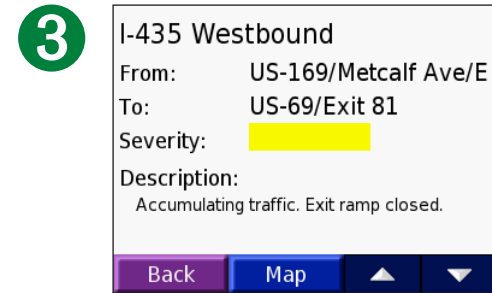 3
I-435 Westbound
From: US-169/Metcalf Ave/E
To: US-69/Exit 81
Severity:
Description:
Accumulating traffic. Exit ramp closed.
Back Map